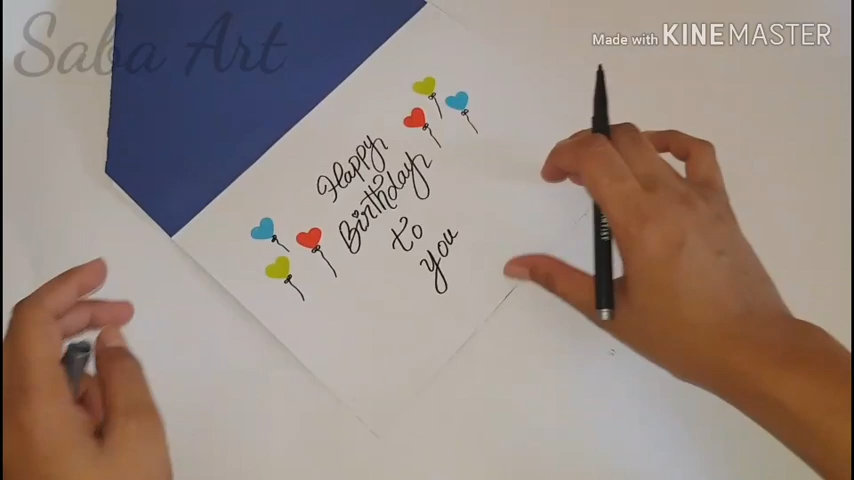 Saba Art
Made with KINEMASTER
Happy
Birthday
to
you